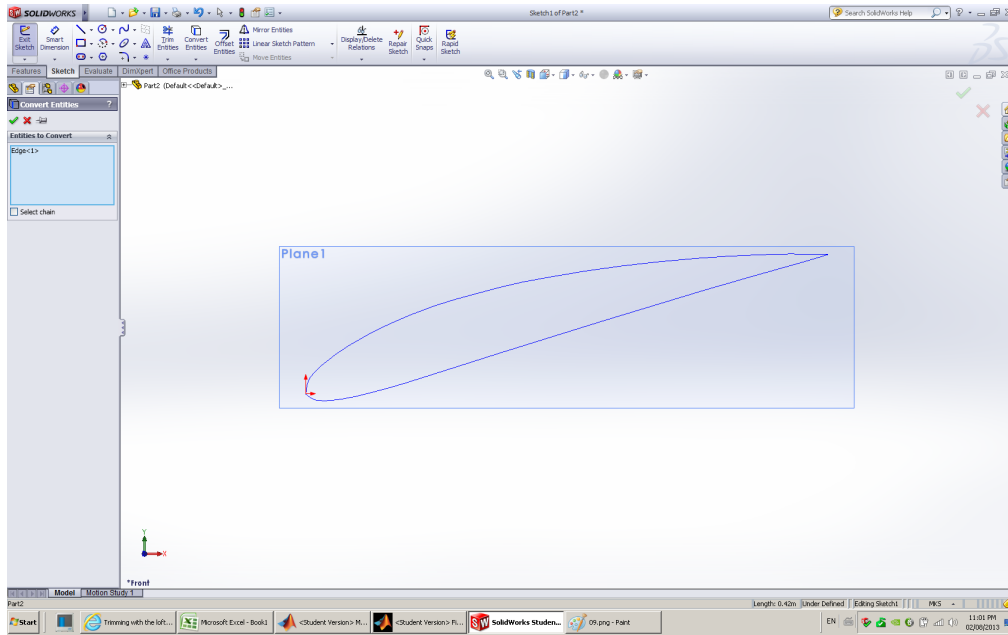 SOLIDWORKS
Sketch1 of Part2 *
Search SolidWorks Help
Exit Sketch
Smart Dimension
Trim Entities
Convert Entities
Offset Entities
Mirror Entities
Linear Sketch Pattern
Move Entities
Display/Delete Relations
Repair Sketch
Quick Snaps
Rapid Sketch
Features Sketch Evaluate DimXpert Office Products
Part2 (Default<<Default>_...
Convert Entities ?
Entities to Convert
Edge<1>
Select chain
Plane1
Y
X
*Front
Model Motion Study 1
Part2
Length: 0.42m Under Defined Editing Sketch1 MKS
Start
Trimming with the loft...
Microsoft Excel - Book1
<Student Version> M...
<Student Version> Fi...
SolidWorks Studen...
09.png - Paint
EN
11:01 PM
02/08/2013